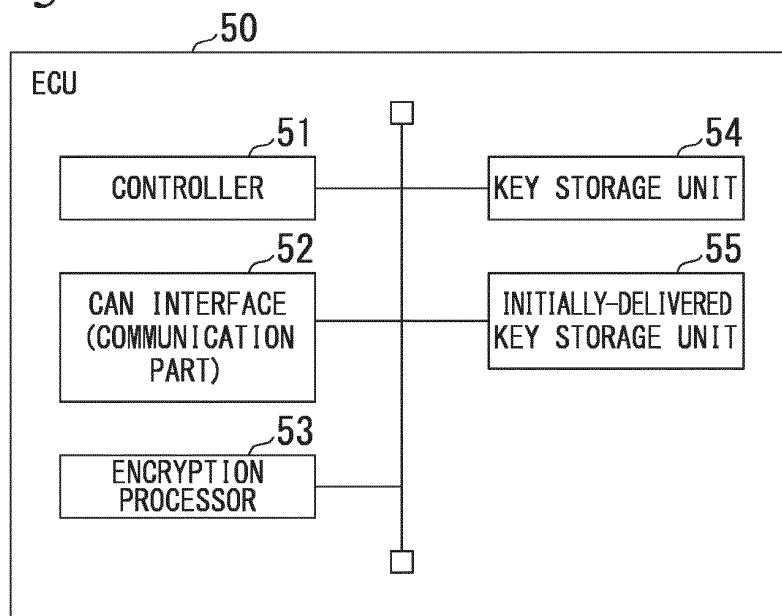 50
ECU
51
CONTROLLER
54
KEY STORAGE UNIT
52
CAN INTERFACE
(COMMUNICATION
PART)
55
INITIALLY-DELIVERED
KEY STORAGE UNIT
53
ENCRYPTION
PROCESSOR